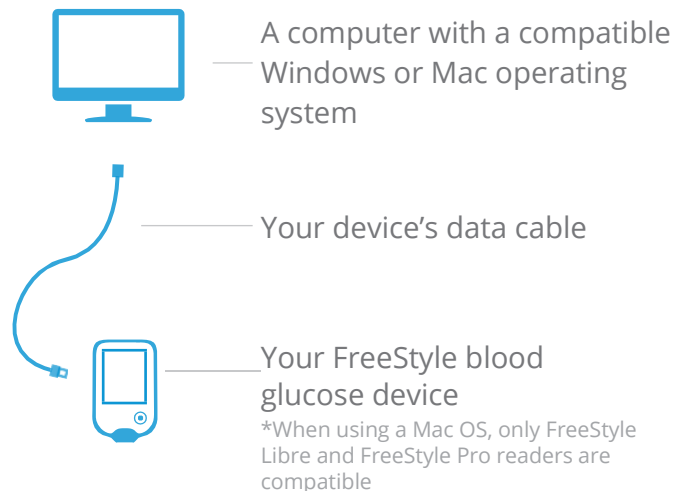 A computer with a compatible
Windows or Mac operating
system
Your device’s data cable
Your FreeStyle blood
glucose device
*When using a Mac OS, only FreeStyle
Libre and FreeStyle Pro readers are
compatible